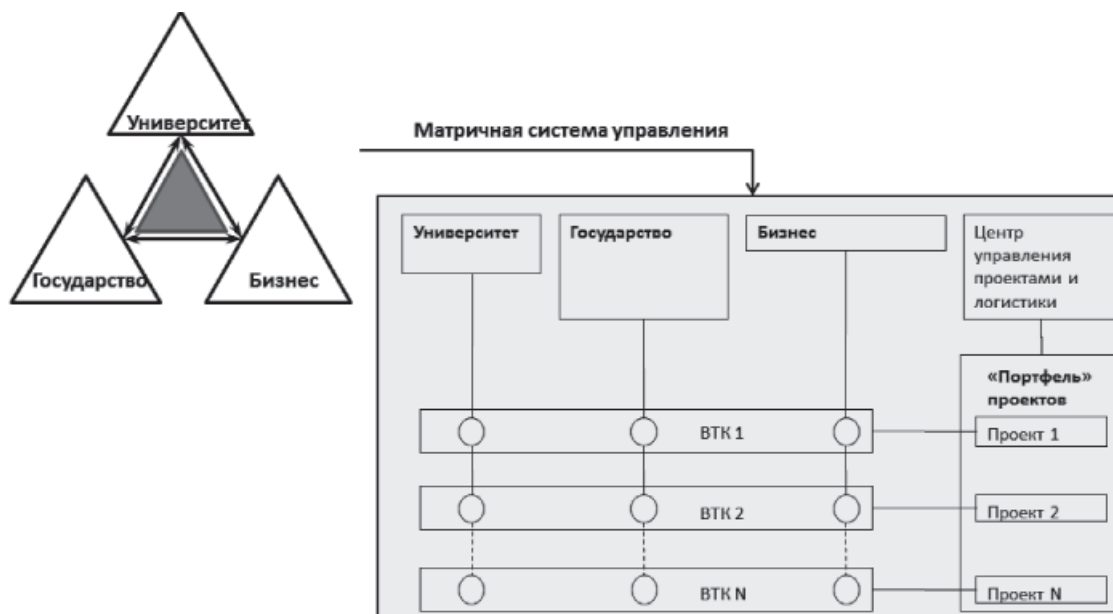 Университет
Государство
Бизнес
Матричная система управления
Университет
Государство
Бизнес
Центр
управления
проектами и
логистики
«Портфель»
проектов
ВТК 1
Проект 1
ВТК 2
Проект 2
ВТК N
Проект N